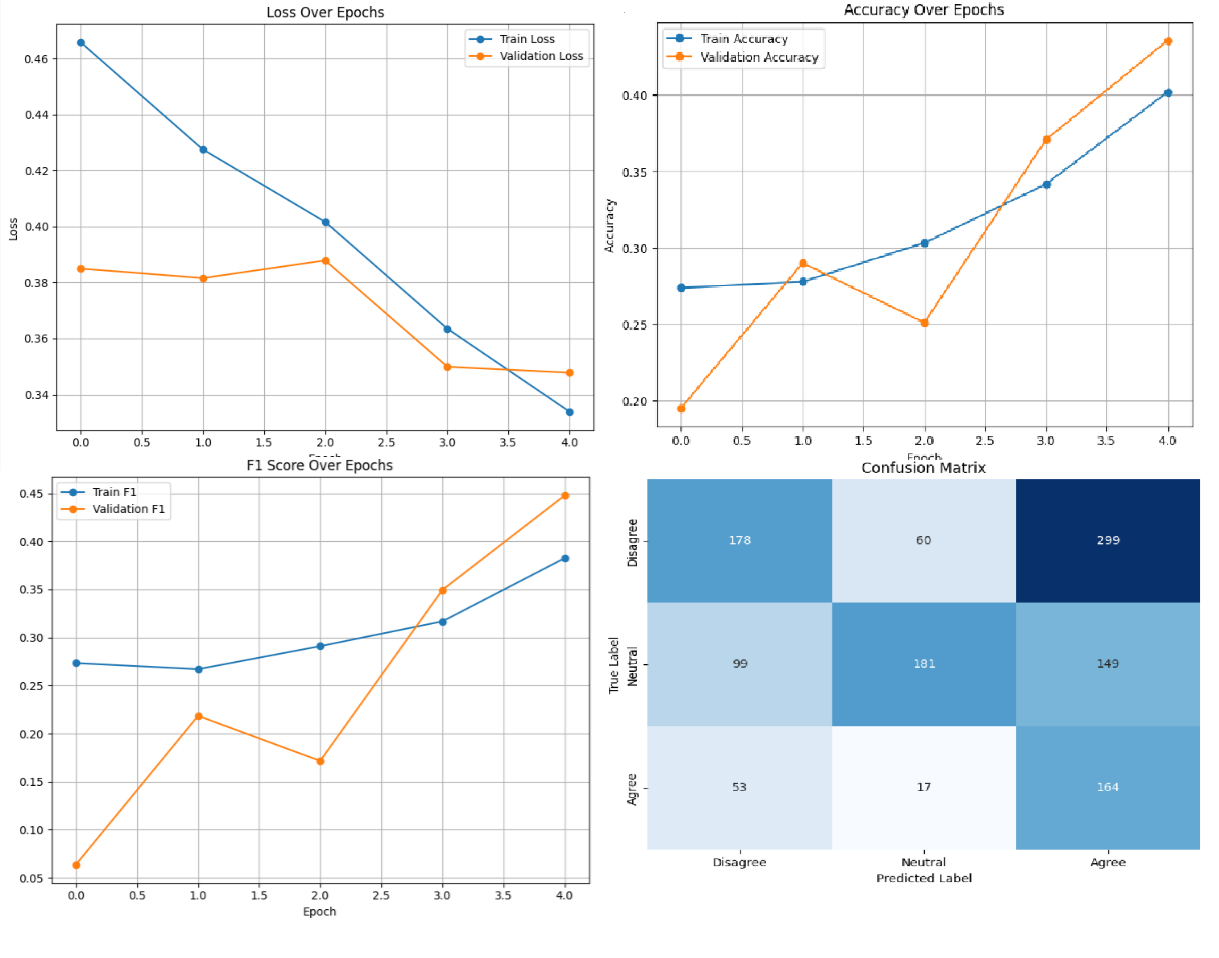 Loss Over Epochs
Train Loss
Validation Loss
0.46
0.44
0.42
0.40
0.38
0.36
0.34
Loss
0.0 0.5 1.0 1.5 2.0 2.5 3.0 3.5 4.0
Epoch
Accuracy Over Epochs
Train Accuracy
Validation Accuracy
0.40
0.35
0.30
0.25
0.20
Accuracy
0.0 0.5 1.0 1.5 2.0 2.5 3.0 3.5 4.0
Epoch
F1 Score Over Epochs
Train F1
Validation F1
0.45
0.40
0.35
0.30
0.25
0.20
0.15
0.10
0.05
0.0 0.5 1.0 1.5 2.0 2.5 3.0 3.5 4.0
Epoch
Confusion Matrix
True Label
Disagree
178 60 299
Neutral
99 181 149
Agree
53 17 164
Disagree Neutral Agree
Predicted Label